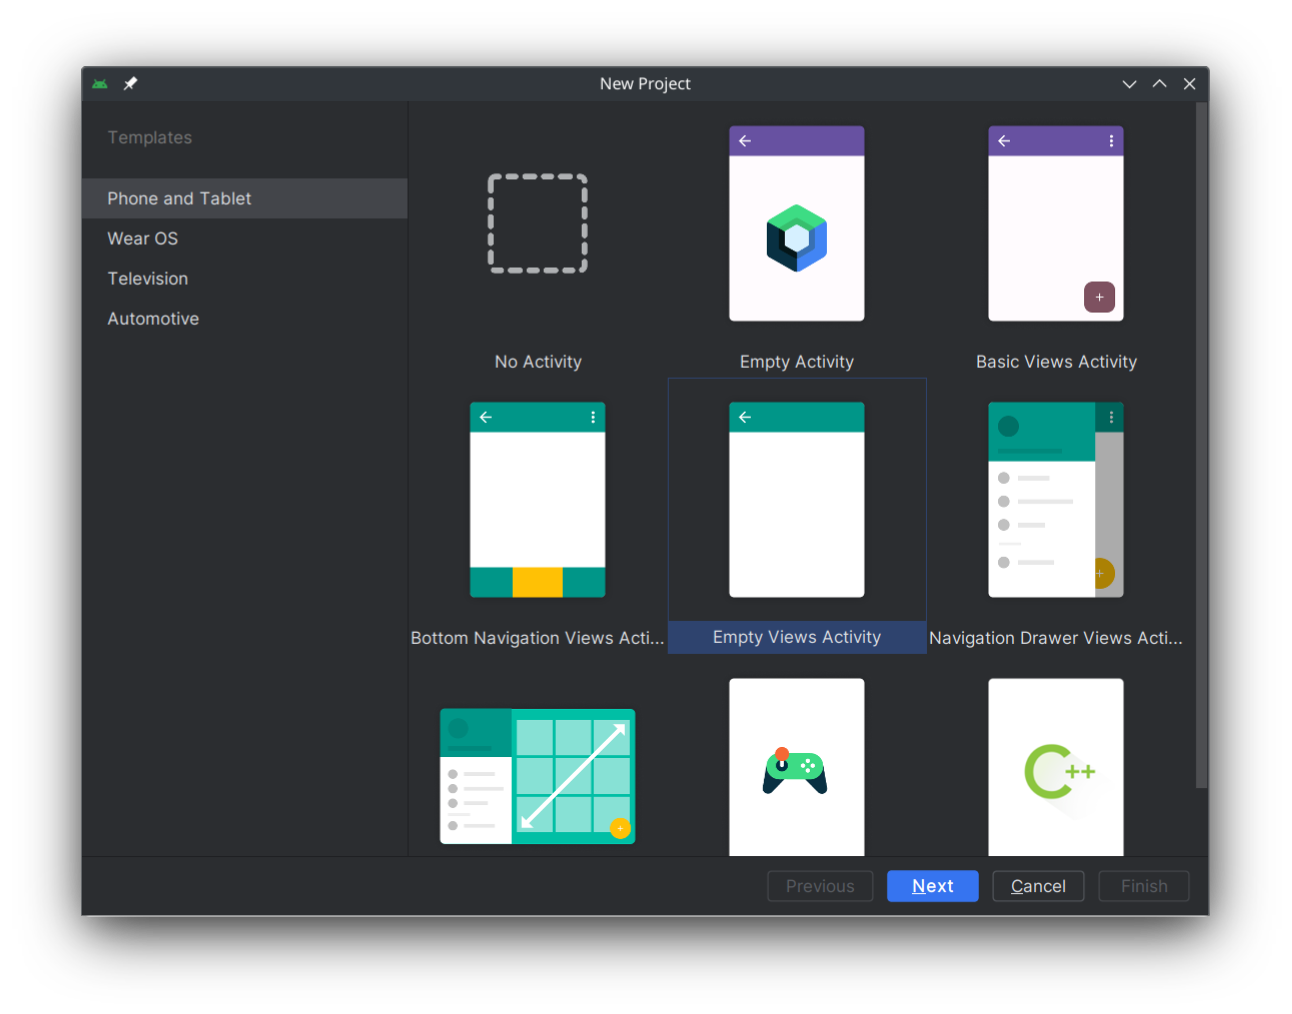 New Project
Templates
Phone and Tablet
Wear OS
Television
Automotive
No Activity
Empty Activity
Basic Views Activity
Bottom Navigation Views Acti...
Empty Views Activity
Navigation Drawer Views Acti...
C++
Previous
Next
Cancel
Finish